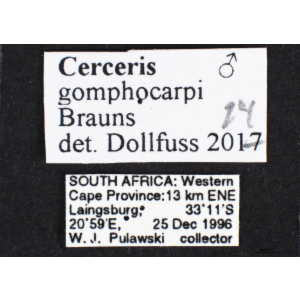 Cerceris ♂
gomphocarpi
Brauns
det. Dollfuss 2017
24
SOUTH AFRICA: Western
Cape Province:13 km ENE
Laingsburg, 33°11'S
20°59'E, 25 Dec 1996
W. J. Pulawski collector